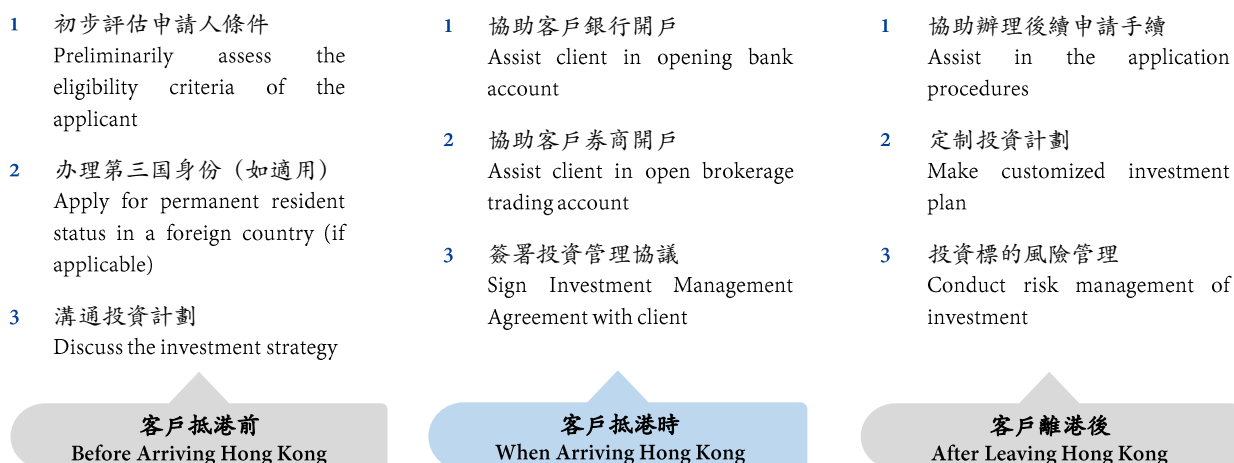 1 初步評估申請人條件
Preliminarily assess the
eligibility criteria of the
applicant
2 办理第三国身份（如適用）
Apply for permanent resident
status in a foreign country (if
applicable)
3 溝通投資計劃
Discuss the investment strategy
客戶抵港前
Before Arriving Hong Kong
1 協助客戶銀行開戶
Assist client in opening bank
account
2 協助客戶券商開戶
Assist client in open brokerage
trading account
3 簽署投資管理協議
Sign Investment Management
Agreement with client
客戶抵港時
When Arriving Hong Kong
1 協助辦理後續申請手續
Assist in the application
procedures
2 定制投資計劃
Make customized investment
plan
3 投資標的風險管理
Conduct risk management of
investment
客戶離港後
After Leaving Hong Kong